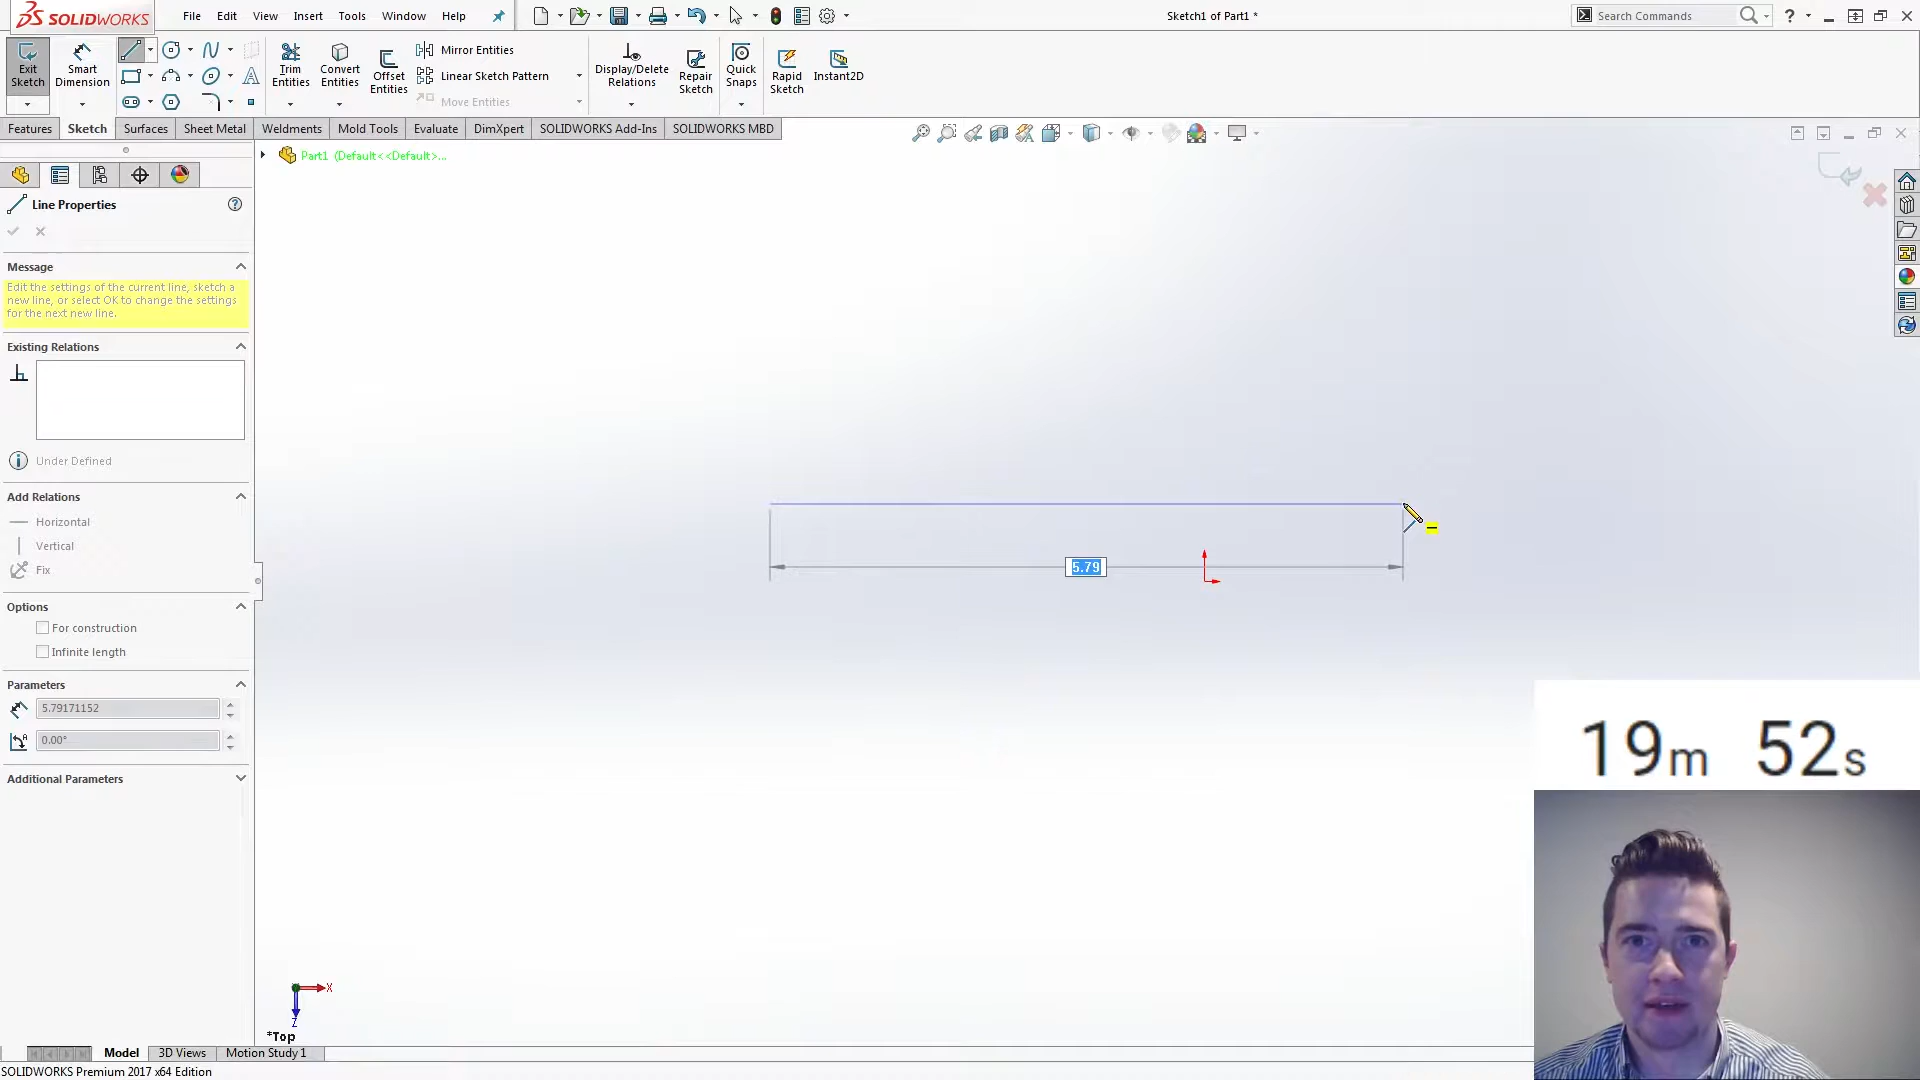 SOLIDWORKS
File Edit View Insert Tools Window Help
Sketch1 of Part1 *
Search Commands
Exit Sketch
Smart Dimension
Trim Entities
Convert Entities
Offset Entities
Mirror Entities
Linear Sketch Pattern
Move Entities
Display/Delete Relations
Repair Sketch
Quick Snaps
Rapid Sketch
Instant2D
Features Sketch Surfaces Sheet Metal Weldments Mold Tools Evaluate DimXpert SOLIDWORKS Add-Ins SOLIDWORKS MBD
Part1 (Default<<Default>...
Line Properties
Message
Edit the settings of the current line, sketch a
new line, or select OK to change the settings
for the next new line.
Existing Relations
Under Defined
Add Relations
Horizontal
Vertical
Fix
Options
For construction
Infinite length
Parameters
5.79171152
0.00°
Additional Parameters
5.79
19m 52s
X
Z
*Top
Model 3D Views Motion Study 1
SOLIDWORKS Premium 2017 x64 Edition